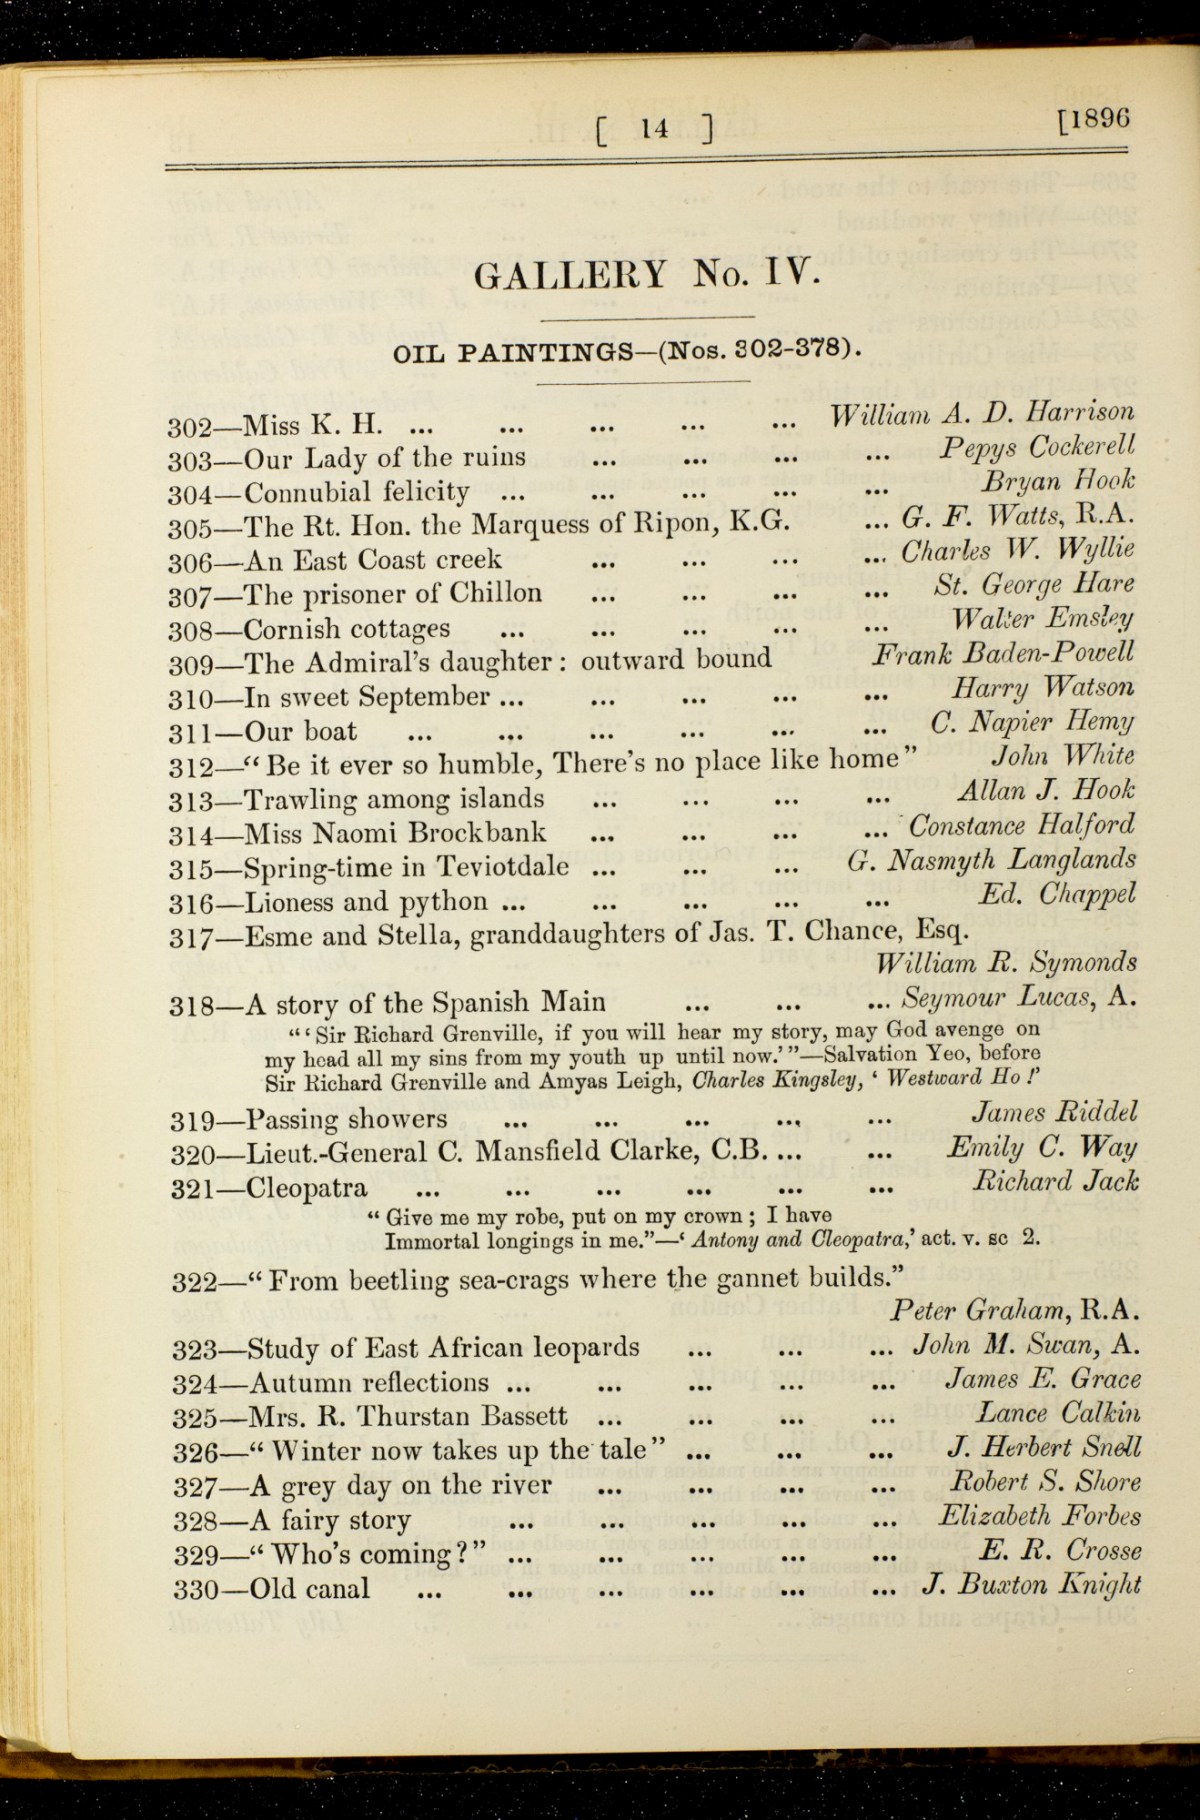 [ 14 ] [1896
GALLERY No. IV.
OIL PAINTINGS—(Nos. 302-378).
302—Miss K. H. ... ... ... ... ... William A. D. Harrison
303—Our Lady of the ruins ... ... ... ... Pepys Cockerell
304—Connubial felicity ... ... ... ... ... Bryan Hook
305—The Rt. Hon. the Marquess of Ripon, K.G. ... G. F. Watts, R.A.
306—An East Coast creek ... ... ... ... Charles W. Wyllie
307—The prisoner of Chillon ... ... ... ... St. George Hare
308—Cornish cottages ... ... ... ... ... Walter Emsley
309—The Admiral's daughter : outward bound Frank Baden-Powell
310—In sweet September ... ... ... ... ... Harry Watson
311—Our boat ... ... ... ... ... ... C. Napier Hemy
312—“ Be it ever so humble, There's no place like home ” John White
313—Trawling among islands ... ... ... ... Allan J. Hook
314—Miss Naomi Brockbank ... ... ... ... Constance Halford
315—Spring-time in Teviotdale ... ... ... G. Nasmyth Langlands
316—Lioness and python ... ... ... ... ... Ed. Chappel
317—Esme and Stella, granddaughters of Jas. T. Chance, Esq.
William R. Symonds
318—A story of the Spanish Main ... ... ... Seymour Lucas, A.
“ ‘ Sir Richard Grenville, if you will hear my story, may God avenge on
my head all my sins from my youth up until now.’ ”—Salvation Yeo, before
Sir Richard Grenville and Amyas Leigh, Charles Kingsley, ‘ Westward Ho !’
319—Passing showers ... ... ... ... ... James Riddel
320—Lieut.-General C. Mansfield Clarke, C.B. ... ... Emily C. Way
321—Cleopatra ... ... ... ... ... ... Richard Jack
“ Give me my robe, put on my crown ; I have
Immortal longings in me.”—‘ Antony and Cleopatra,’ act. v. sc 2.
322—“ From beetling sea-crags where the gannet builds.”
Peter Graham, R.A.
323—Study of East African leopards ... ... ... John M. Swan, A.
324—Autumn reflections ... ... ... ... ... James E. Grace
325—Mrs. R. Thurstan Bassett ... ... ... ... Lance Calkin
326—“ Winter now takes up the tale ” ... ... ... J. Herbert Snell
327—A grey day on the river ... ... ... ... Robert S. Shore
328—A fairy story ... ... ... ... ... Elizabeth Forbes
329—“ Who's coming ? ” ... ... ... ... ... E. R. Crosse
330—Old canal ... ... ... ... ... ... J. Buxton Knight